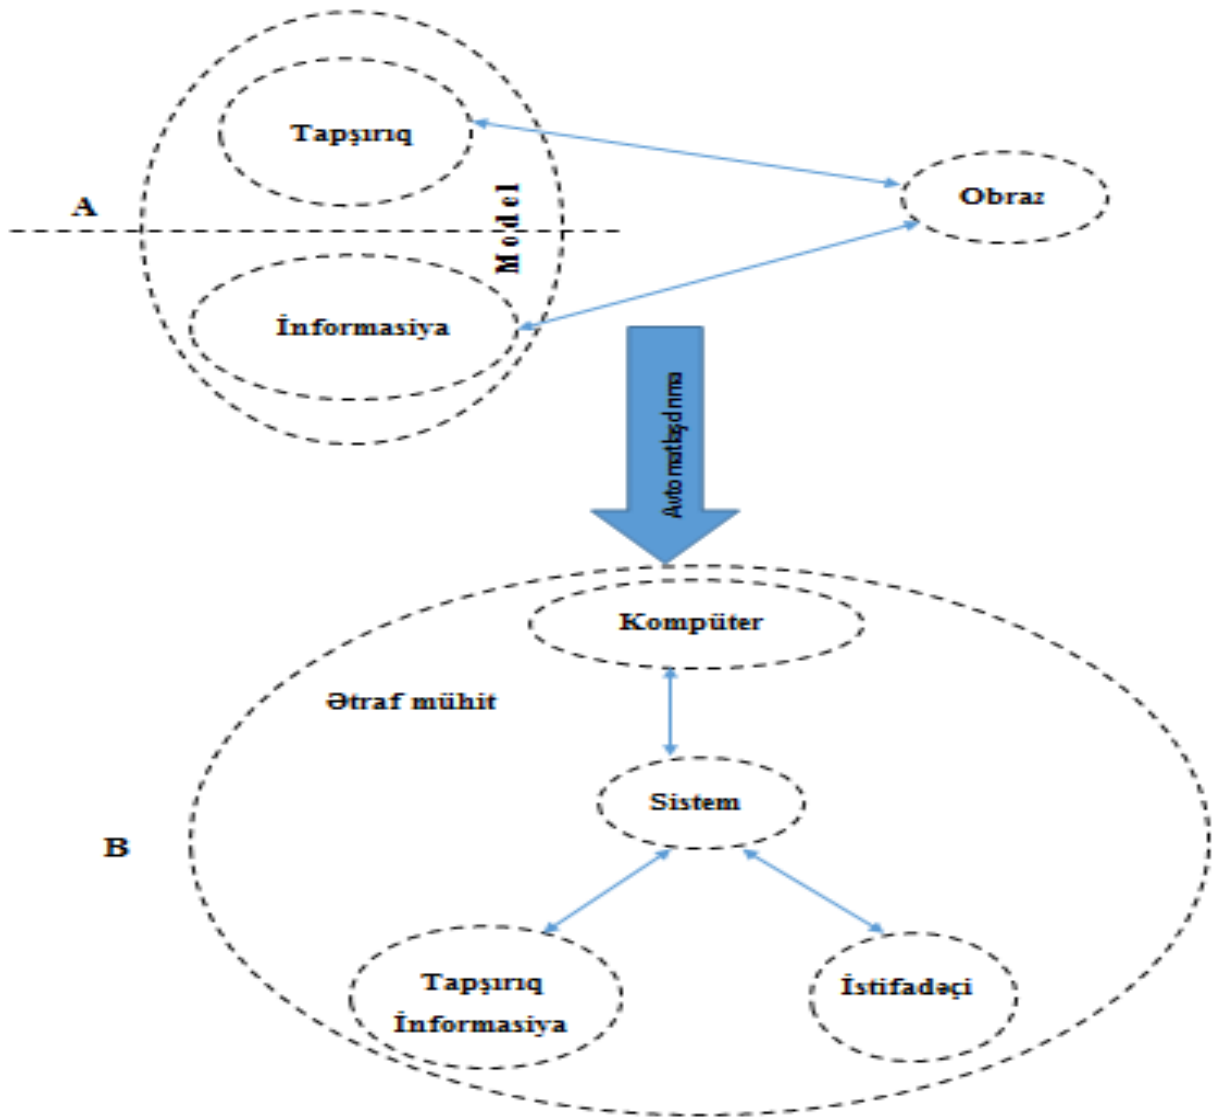 Tapşırıq
A
Model
Obraz
İnformasiya
Avtomatlaşdırma
Kompüter
Ətraf mühit
Sistem
B
Tapşırıq
İnformasiya
İstifadəçi